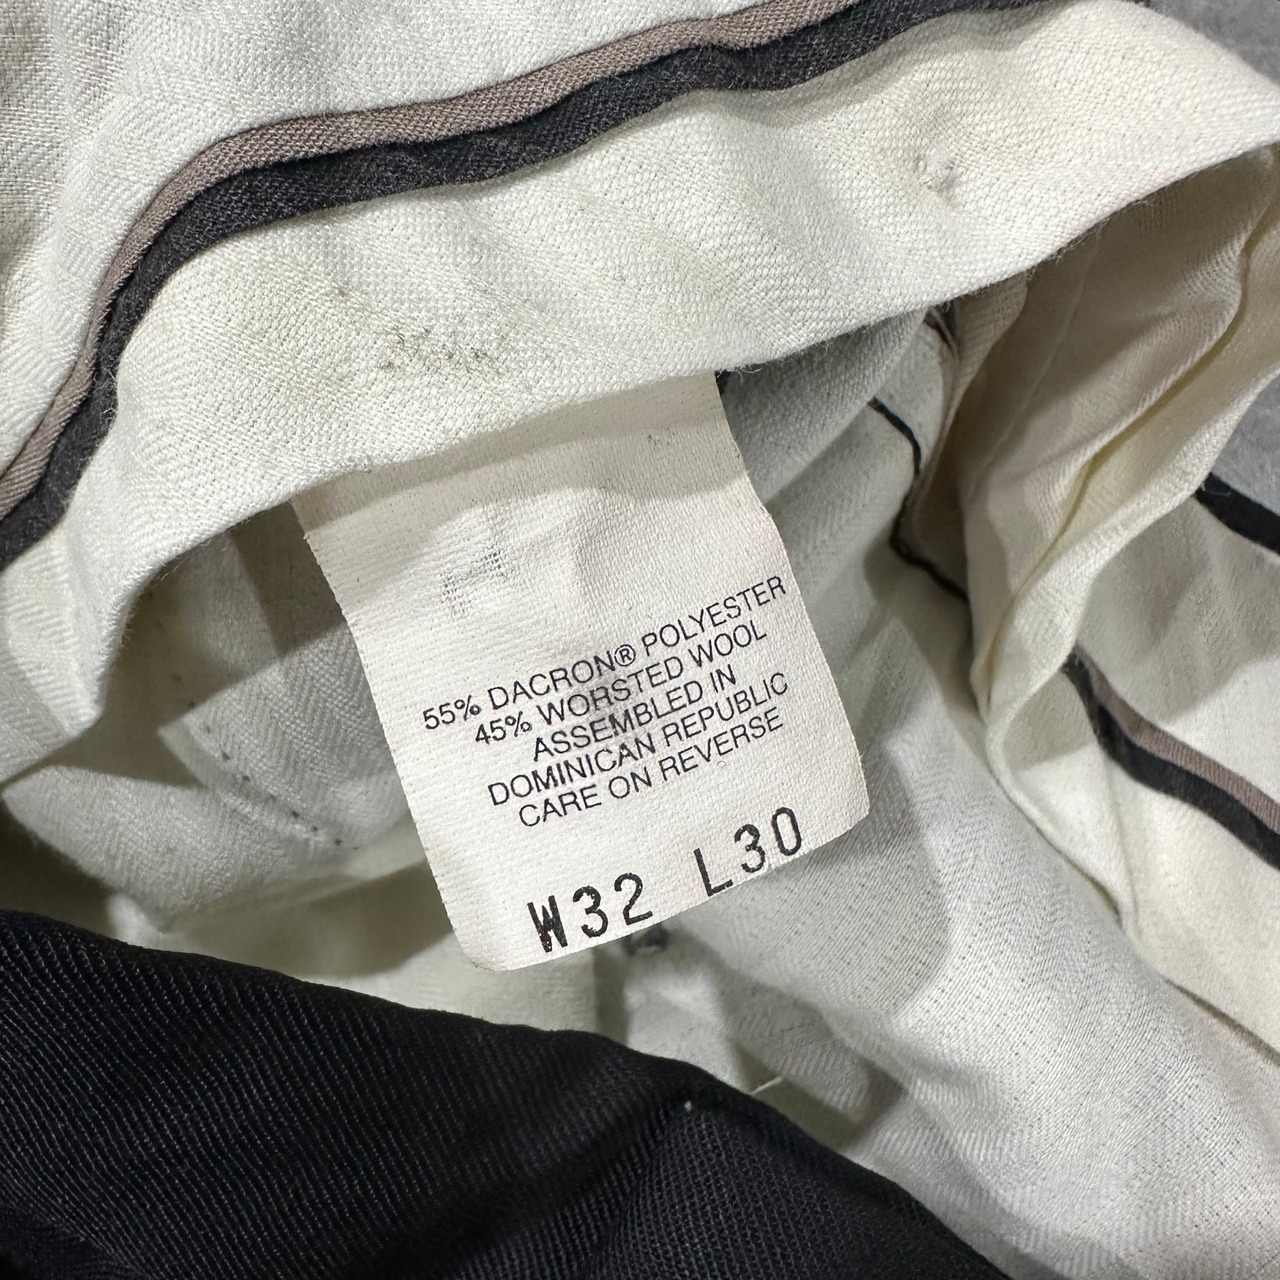 55% DACRON® POLYESTER
45% WORSTED WOOL
ASSEMBLED IN
DOMINICAN REPUBLIC
CARE ON REVERSE
W32 L30